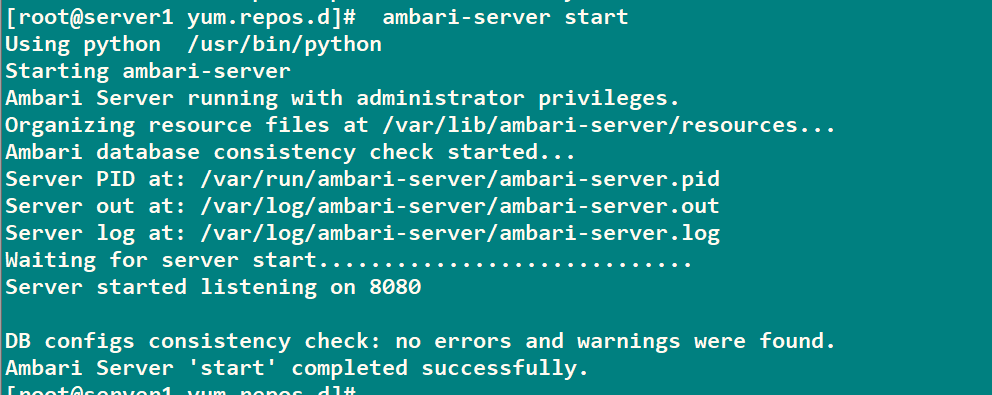 [root@server1 yum.repos.d]#  ambari-server start
Using python  /usr/bin/python
Starting ambari-server
Ambari Server running with administrator privileges.
Organizing resource files at /var/lib/ambari-server/resources...
Ambari database consistency check started...
Server PID at: /var/run/ambari-server/ambari-server.pid
Server out at: /var/log/ambari-server/ambari-server.out
Server log at: /var/log/ambari-server/ambari-server.log
Waiting for server start.............................
Server started listening on 8080
DB configs consistency check: no errors and warnings were found.
Ambari Server 'start' completed successfully.
[root@server1 yum.repos.d]#